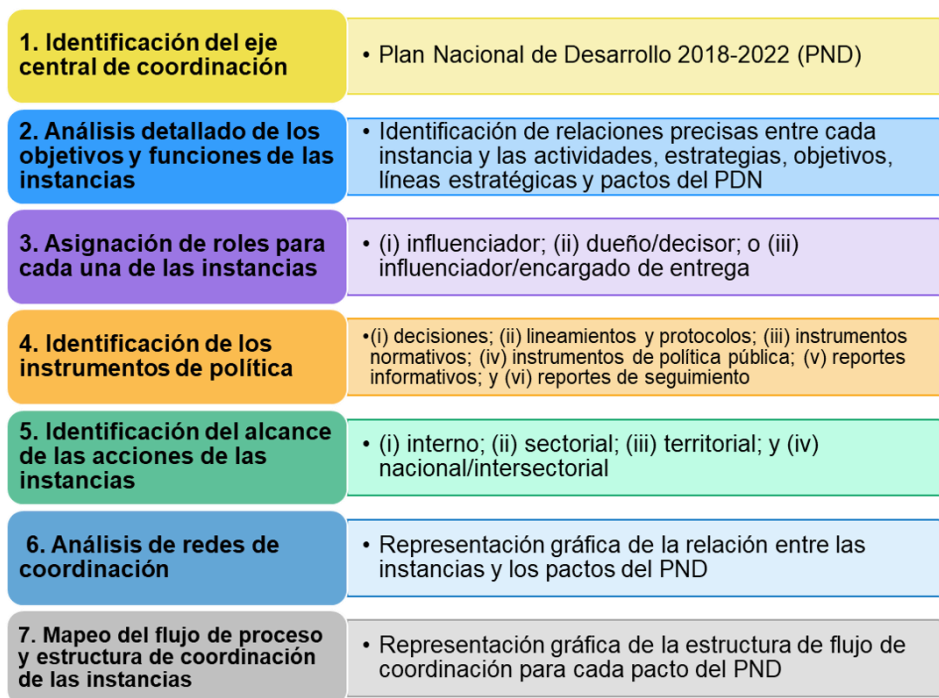 1. Identificación del eje
central de coordinación
• Plan Nacional de Desarrollo 2018-2022 (PND)
2. Análisis detallado de los
objetivos y funciones de las
instancias
• Identificación de relaciones precisas entre cada
instancia y las actividades, estrategias, objetivos,
líneas estratégicas y pactos del PDN
3. Asignación de roles para
cada una de las instancias
• (i) influenciador; (ii) dueño/decisor; o (iii)
influenciador/encargado de entrega
4. Identificación de los
instrumentos de política
•(i) decisiones; (ii) lineamientos y protocolos; (iii) instrumentos
normativos; (iv) instrumentos de política pública; (v) reportes
informativos; y (vi) reportes de seguimiento
5. Identificación del alcance
de las acciones de las
instancias
• (i) interno; (ii) sectorial; (iii) territorial; y (iv)
nacional/intersectorial
6. Análisis de redes de
coordinación
• Representación gráfica de la relación entre las
instancias y los pactos del PND
7. Mapeo del flujo de proceso
y estructura de coordinación
de las instancias
• Representación gráfica de la estructura de flujo de
coordinación para cada pacto del PND